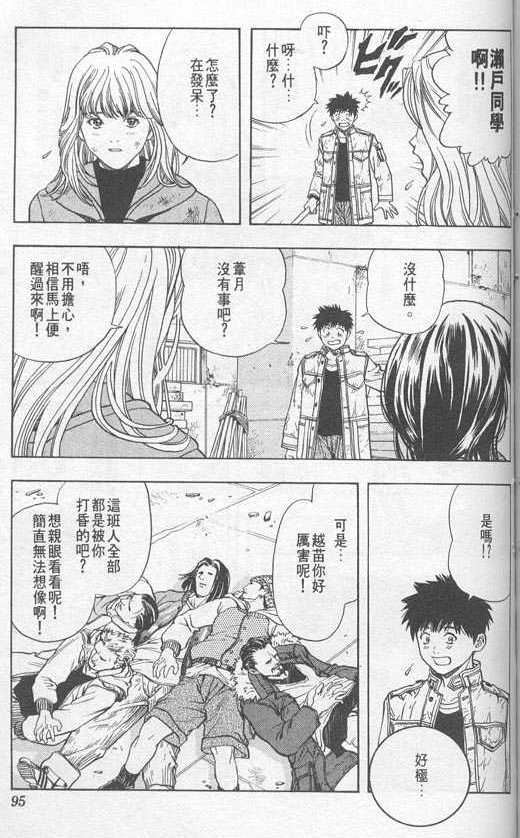 瀨戶同學
啊!!
ビクッ
吓?
呀…什…
什麼?
怎麼了?
在發呆…
沒什麼。
葦月
沒有事吧?
唔,
不用擔心,
相信馬上便
醒過來啊!
是嗎!?
好極…
可是…
越苗你好
厲害呢!
這班人全部
都是被你
打昏的吧?
想親眼看看呢!
簡直無法想像啊!
95